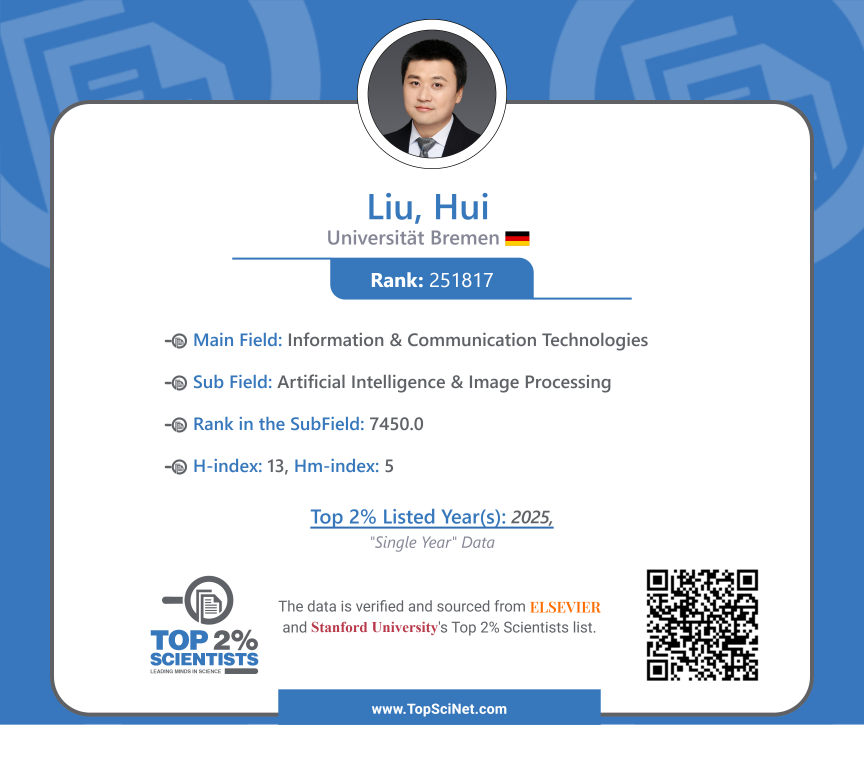 Liu, Hui
Universität Bremen
Rank: 251817
Main Field: Information & Communication Technologies
Sub Field: Artificial Intelligence & Image Processing
Rank in the SubField: 7450.0
H-index: 13, Hm-index: 5
Top 2% Listed Year(s): 2025,
"Single Year" Data
The data is verified and sourced from ELSEVIER
and Stanford University's Top 2% Scientists list.
TOP 2%
SCIENTISTS
LEADING MINDS IN SCIENCE
www.TopSciNet.com